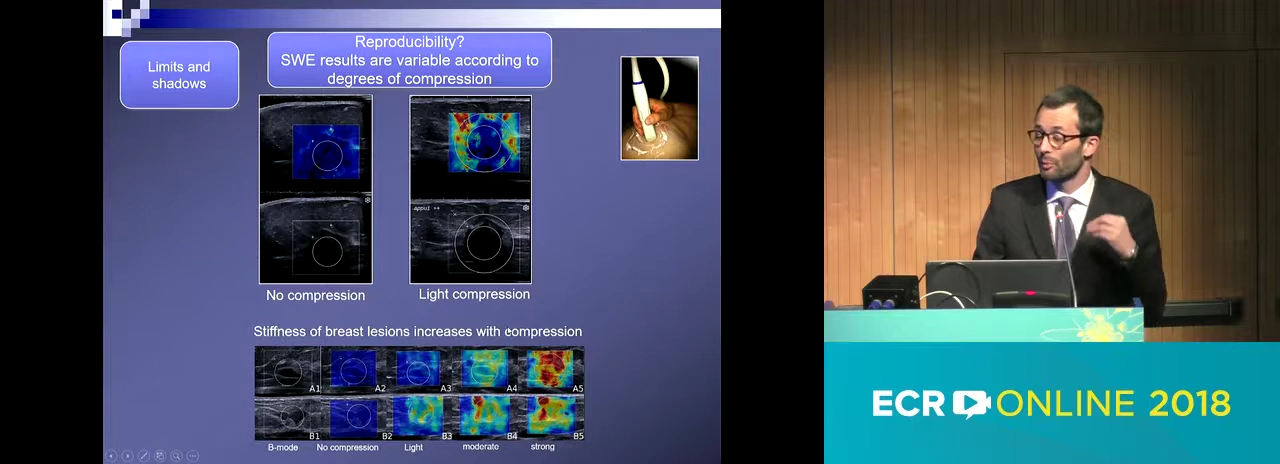 Limits and
shadows
Reproducibility?
SWE results are variable according to
degrees of compression
appui ++
No compression
Light compression
Stiffness of breast lesions increases with compression
A1
A2
A3
A4
A5
B1
B2
B3
B4
B5
B-mode
No compression
Light
moderate
strong
ECR ONLINE 2018